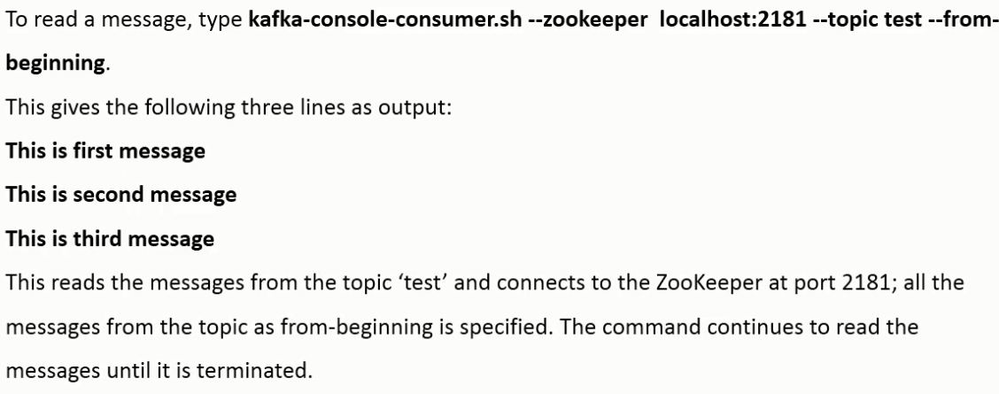 To read a message, type kafka-console-consumer.sh --zookeeper  localhost:2181 --topic test --from-
beginning.
This gives the following three lines as output:
This is first message
This is second message
This is third message
This reads the messages from the topic ‘test’ and connects to the ZooKeeper at port 2181; all the
messages from the topic as from-beginning is specified. The command continues to read the
messages until it is terminated.